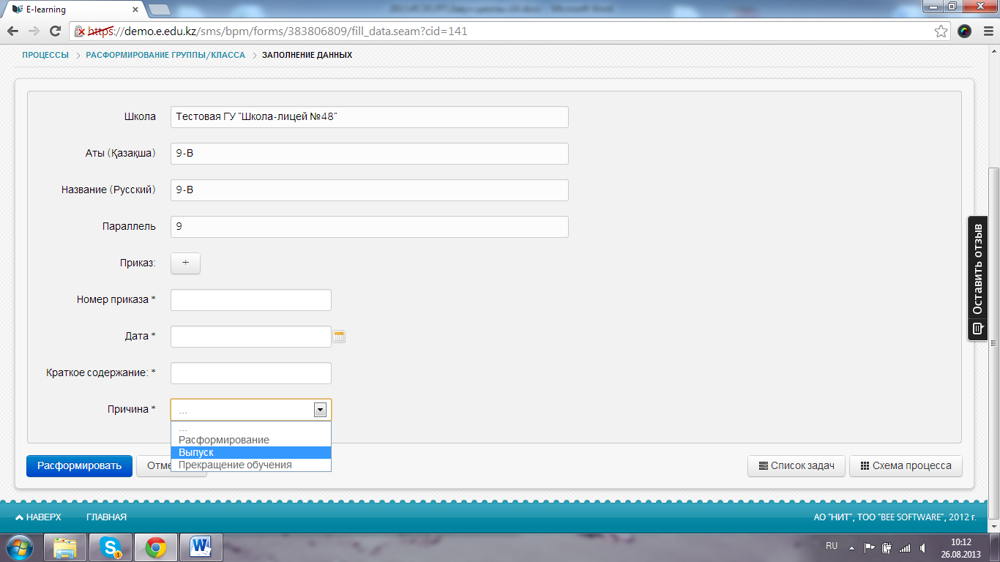 E-learning
https://demo.e.edu.kz/sms/bpm/forms/383806809/fill_data.seam?cid=141
ПРОЦЕССЫ > РАСФОРМИРОВАНИЕ ГРУППЫ/КЛАССА > ЗАПОЛНЕНИЕ ДАННЫХ
Школа Тестовая ГУ "Школа-лицей №48"
Аты (Қазақша) 9-В
Название (Русский) 9-В
Параллель 9
Приказ: +
Номер приказа *
Дата *
Краткое содержание: *
Причина * ...
...
Расформирование
Выпуск
Прекращение обучения
Расформировать Отме Список задач Схема процесса
Оставить отзыв
НАВЕРХ ГЛАВНАЯ АО "НИТ", ТОО "BEE SOFTWARE", 2012 г.
1
RU 10:12
26.08.2013